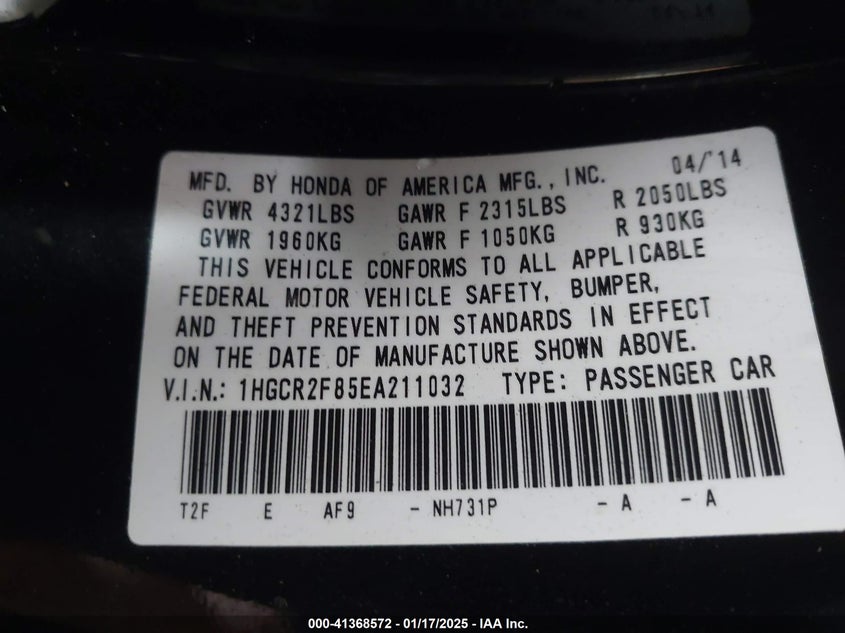 MFD. BY HONDA OF AMERICA MFG., INC. 04/'14
GVWR 4321LBS GAWR F 2315LBS R 2050LBS
GVWR 1960KG GAWR F 1050KG R 930KG
THIS VEHICLE CONFORMS TO ALL APPLICABLE
FEDERAL MOTOR VEHICLE SAFETY, BUMPER,
AND THEFT PREVENTION STANDARDS IN EFFECT
ON THE DATE OF MANUFACTURE SHOWN ABOVE.
V.I.N.: 1HGCR2F85EA211032 TYPE: PASSENGER CAR
T2F E AF9 - NH731P - A - A
000-41368572 / 01/17/2025 - IAA Inc.